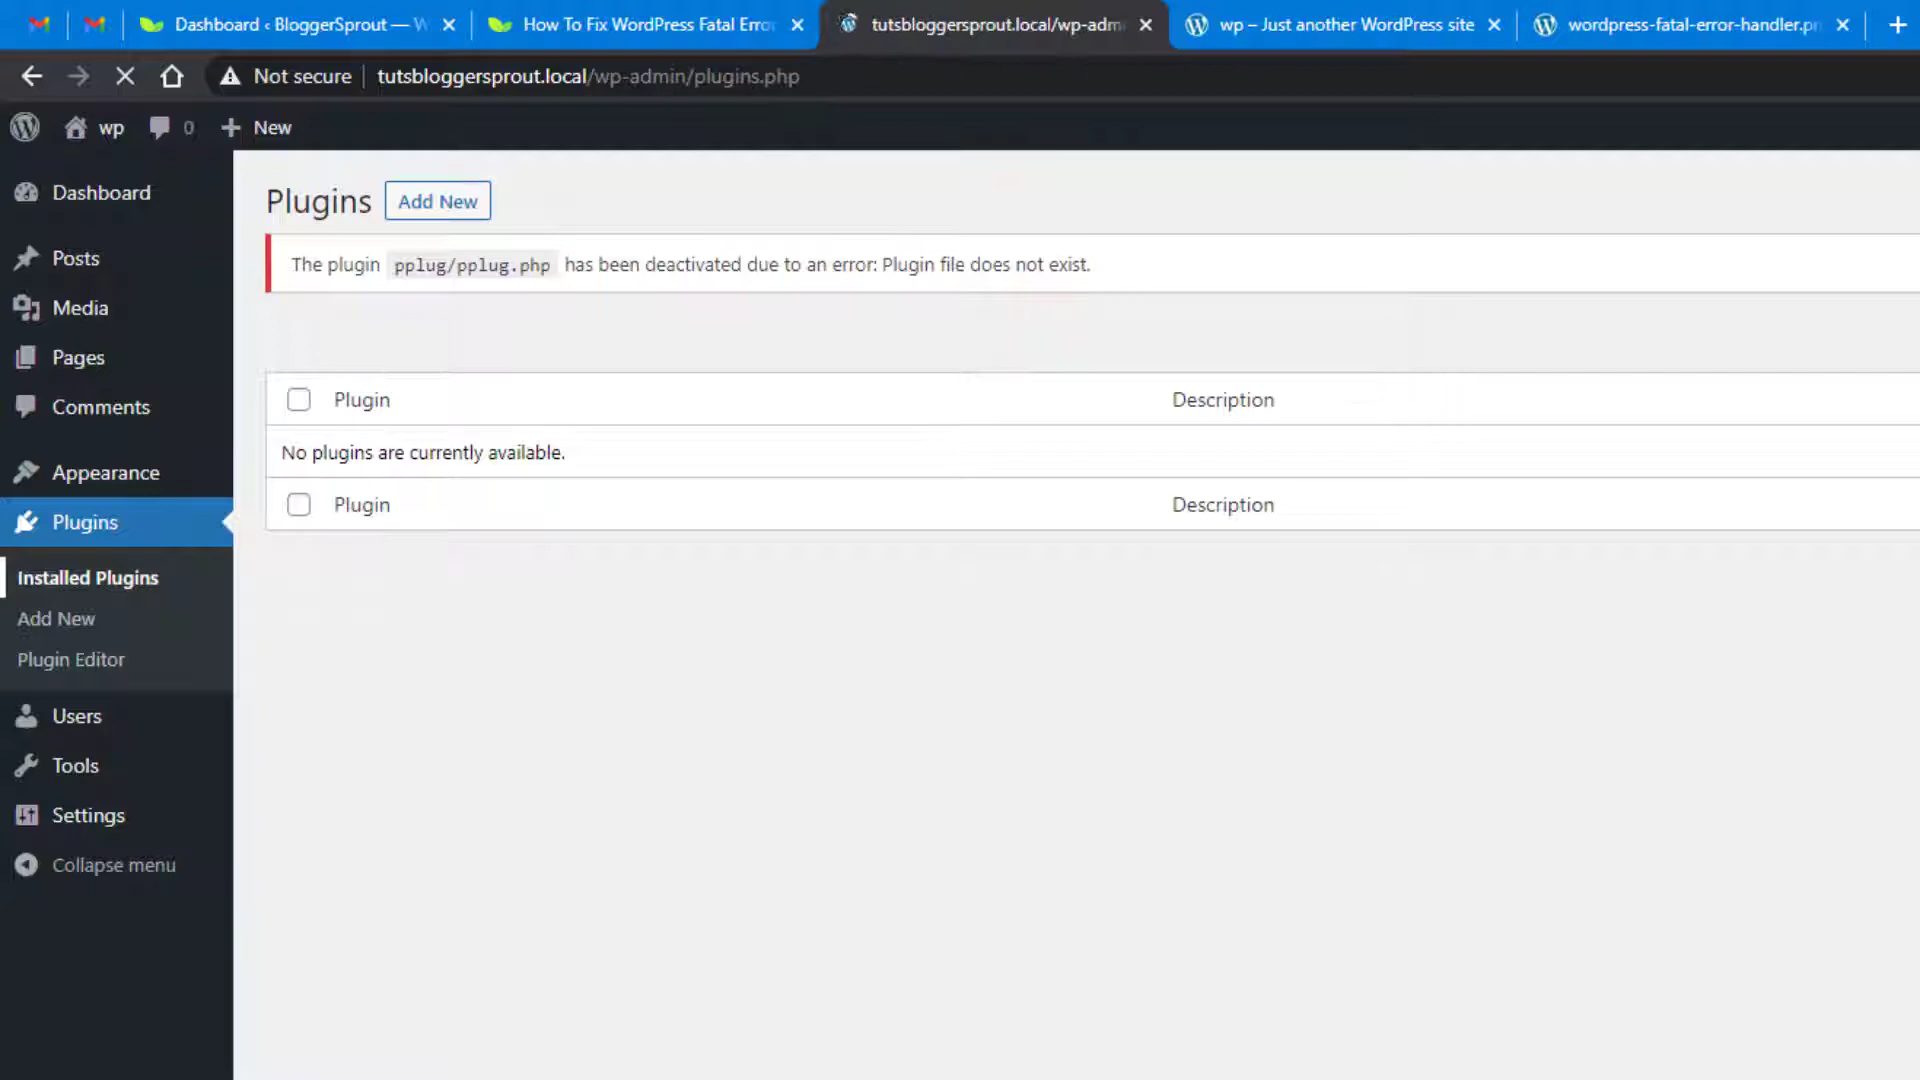 Dashboard ‹ BloggerSprout — W
How To Fix WordPress Fatal Erro
tutsbloggersprout.local/wp-adm
wp – Just another WordPress site
wordpress-fatal-error-handler.p
Not secure
tutsbloggersprout.local/wp-admin/plugins.php
wp
0
New
Dashboard
Posts
Media
Pages
Comments
Appearance
Plugins
Installed Plugins
Add New
Plugin Editor
Users
Tools
Settings
Collapse menu
Plugins
Add New
The plugin pplug/pplug.php has been deactivated due to an error: Plugin file does not exist.
Plugin
Description
No plugins are currently available.
Plugin
Description